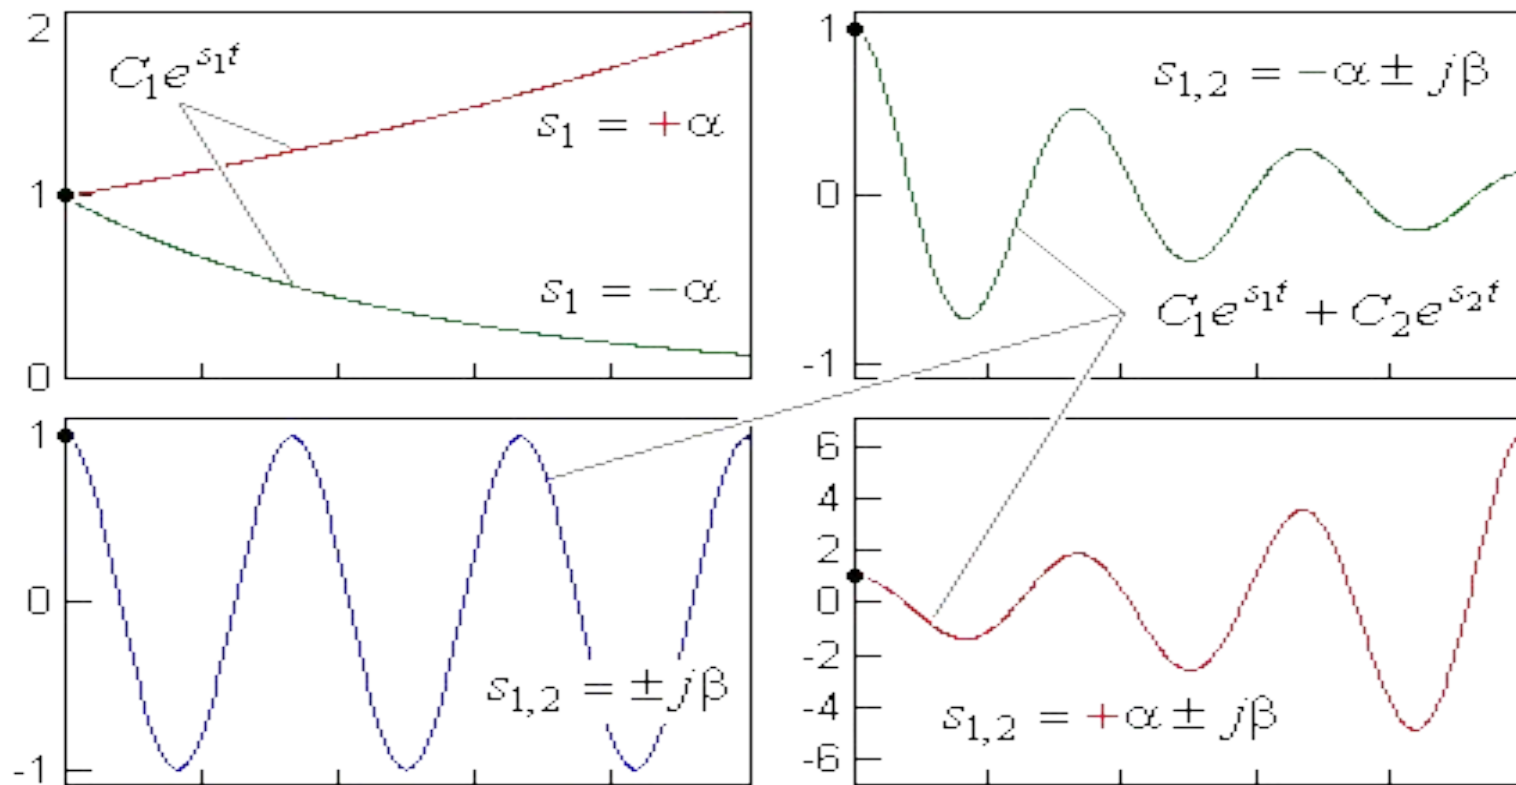 2
C₁e^{s₁t}
s₁ = +α
1
s₁ = −α
0
1
s₁,₂ = −α ± jβ
0
C₁e^{s₁t} + C₂e^{s₂t}
-1
1
0
s₁,₂ = ± jβ
-1
6
4
2
0
-2
s₁,₂ = +α ± jβ
-4
-6